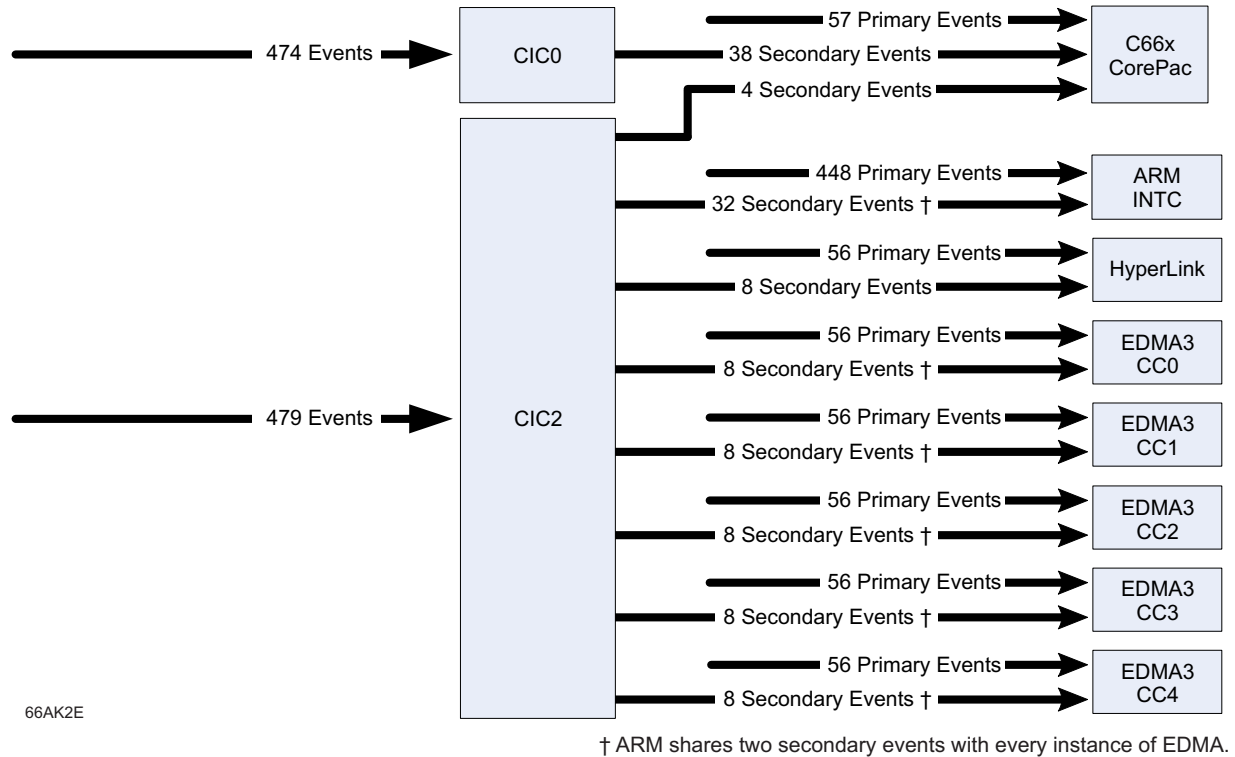 57 Primary Events
474 Events
CIC0
38 Secondary Events
C66x
CorePac
4 Secondary Events
448 Primary Events
ARM
INTC
32 Secondary Events †
56 Primary Events
HyperLink
8 Secondary Events
56 Primary Events
EDMA3
CC0
8 Secondary Events †
479 Events
CIC2
56 Primary Events
EDMA3
CC1
8 Secondary Events †
56 Primary Events
EDMA3
CC2
8 Secondary Events †
56 Primary Events
EDMA3
CC3
8 Secondary Events †
56 Primary Events
EDMA3
CC4
8 Secondary Events †
66AK2E
† ARM shares two secondary events with every instance of EDMA.